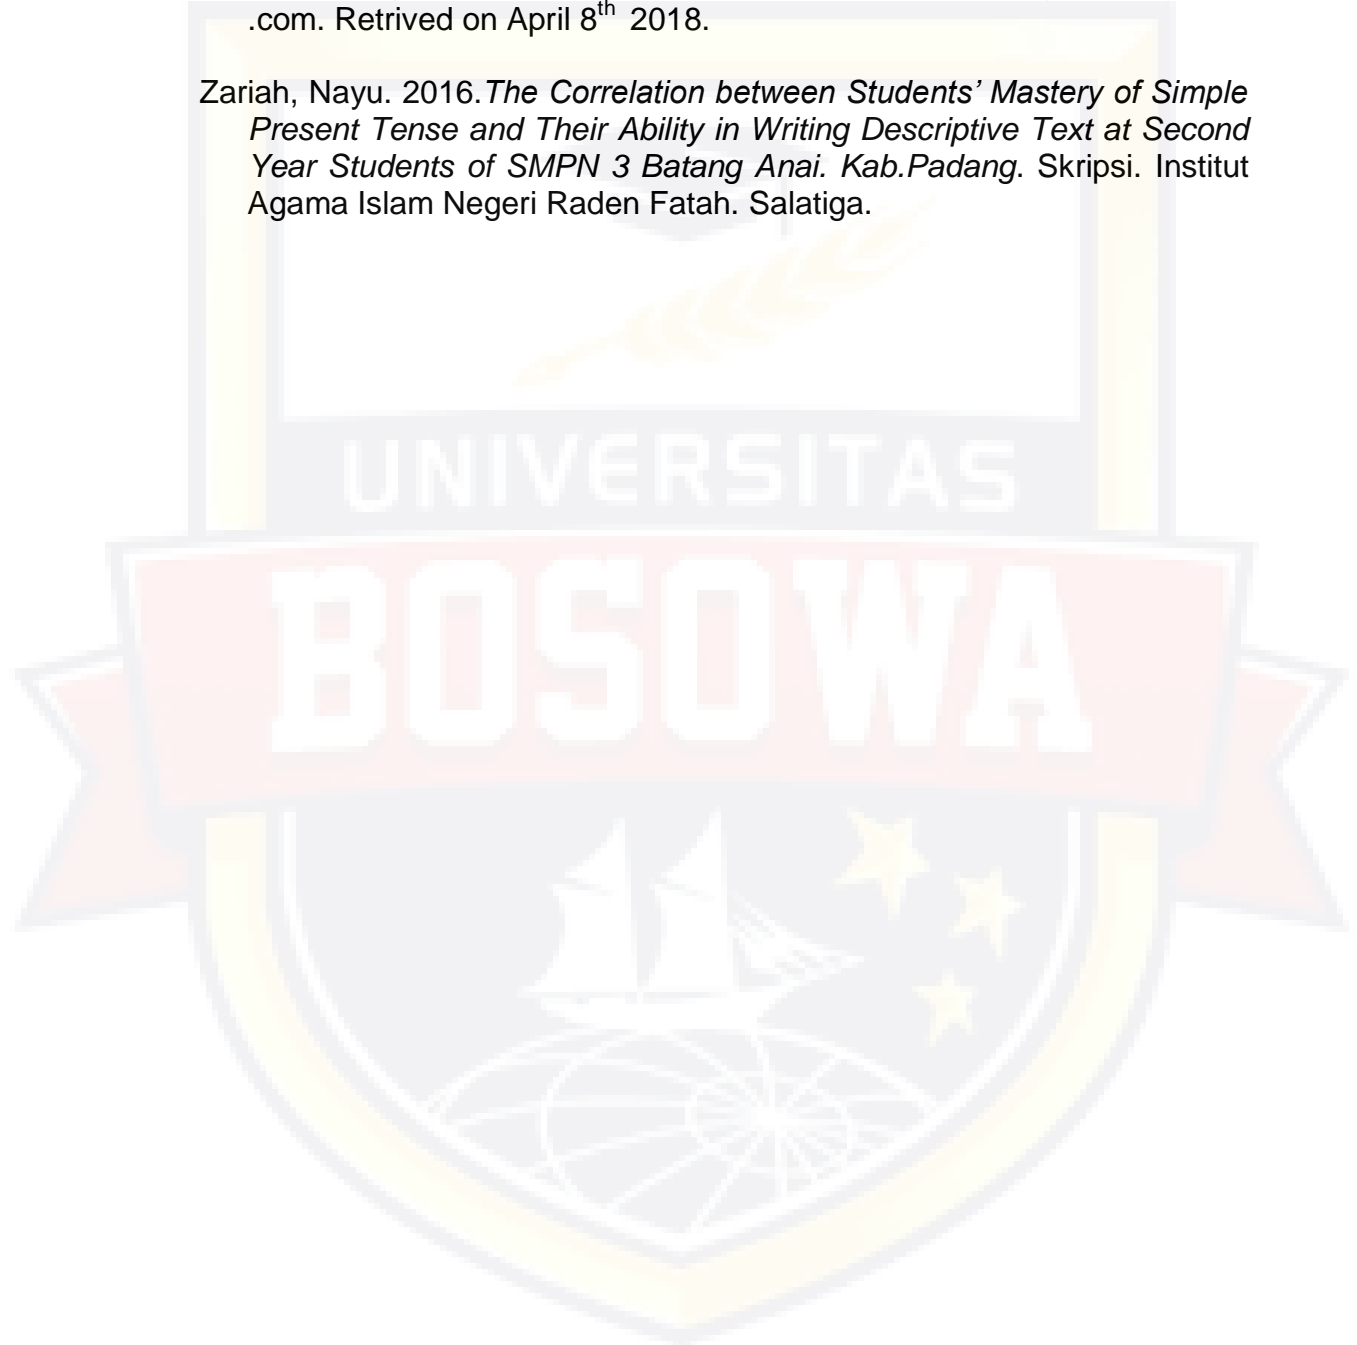 .com. Retrived on April 8th 2018.
Zariah, Nayu. 2016.The Correlation between Students’ Mastery of Simple
Present Tense and Their Ability in Writing Descriptive Text at Second
Year Students of SMPN 3 Batang Anai. Kab.Padang. Skripsi. Institut
Agama Islam Negeri Raden Fatah. Salatiga.
UNIVERSITAS
BOSOWA